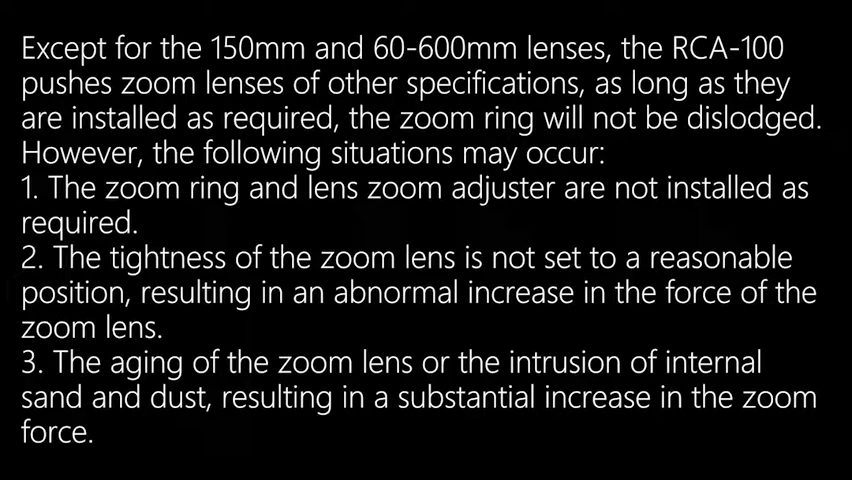 Except for the 150mm and 60-600mm lenses, the RCA-100
pushes zoom lenses of other specifications, as long as they
are installed as required, the zoom ring will not be dislodged.
However, the following situations may occur:
1. The zoom ring and lens zoom adjuster are not installed as
required.
2. The tightness of the zoom lens is not set to a reasonable
position, resulting in an abnormal increase in the force of the
zoom lens.
3. The aging of the zoom lens or the intrusion of internal
sand and dust, resulting in a substantial increase in the zoom
force.